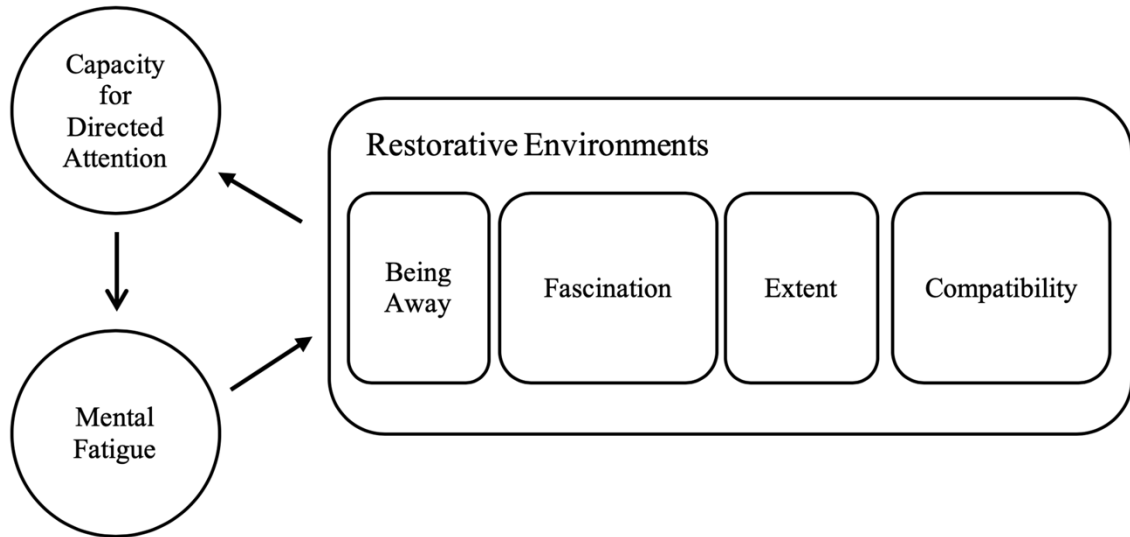 Capacity
for
Directed
Attention
Restorative Environments
Being
Away
Fascination
Extent
Compatibility
Mental
Fatigue